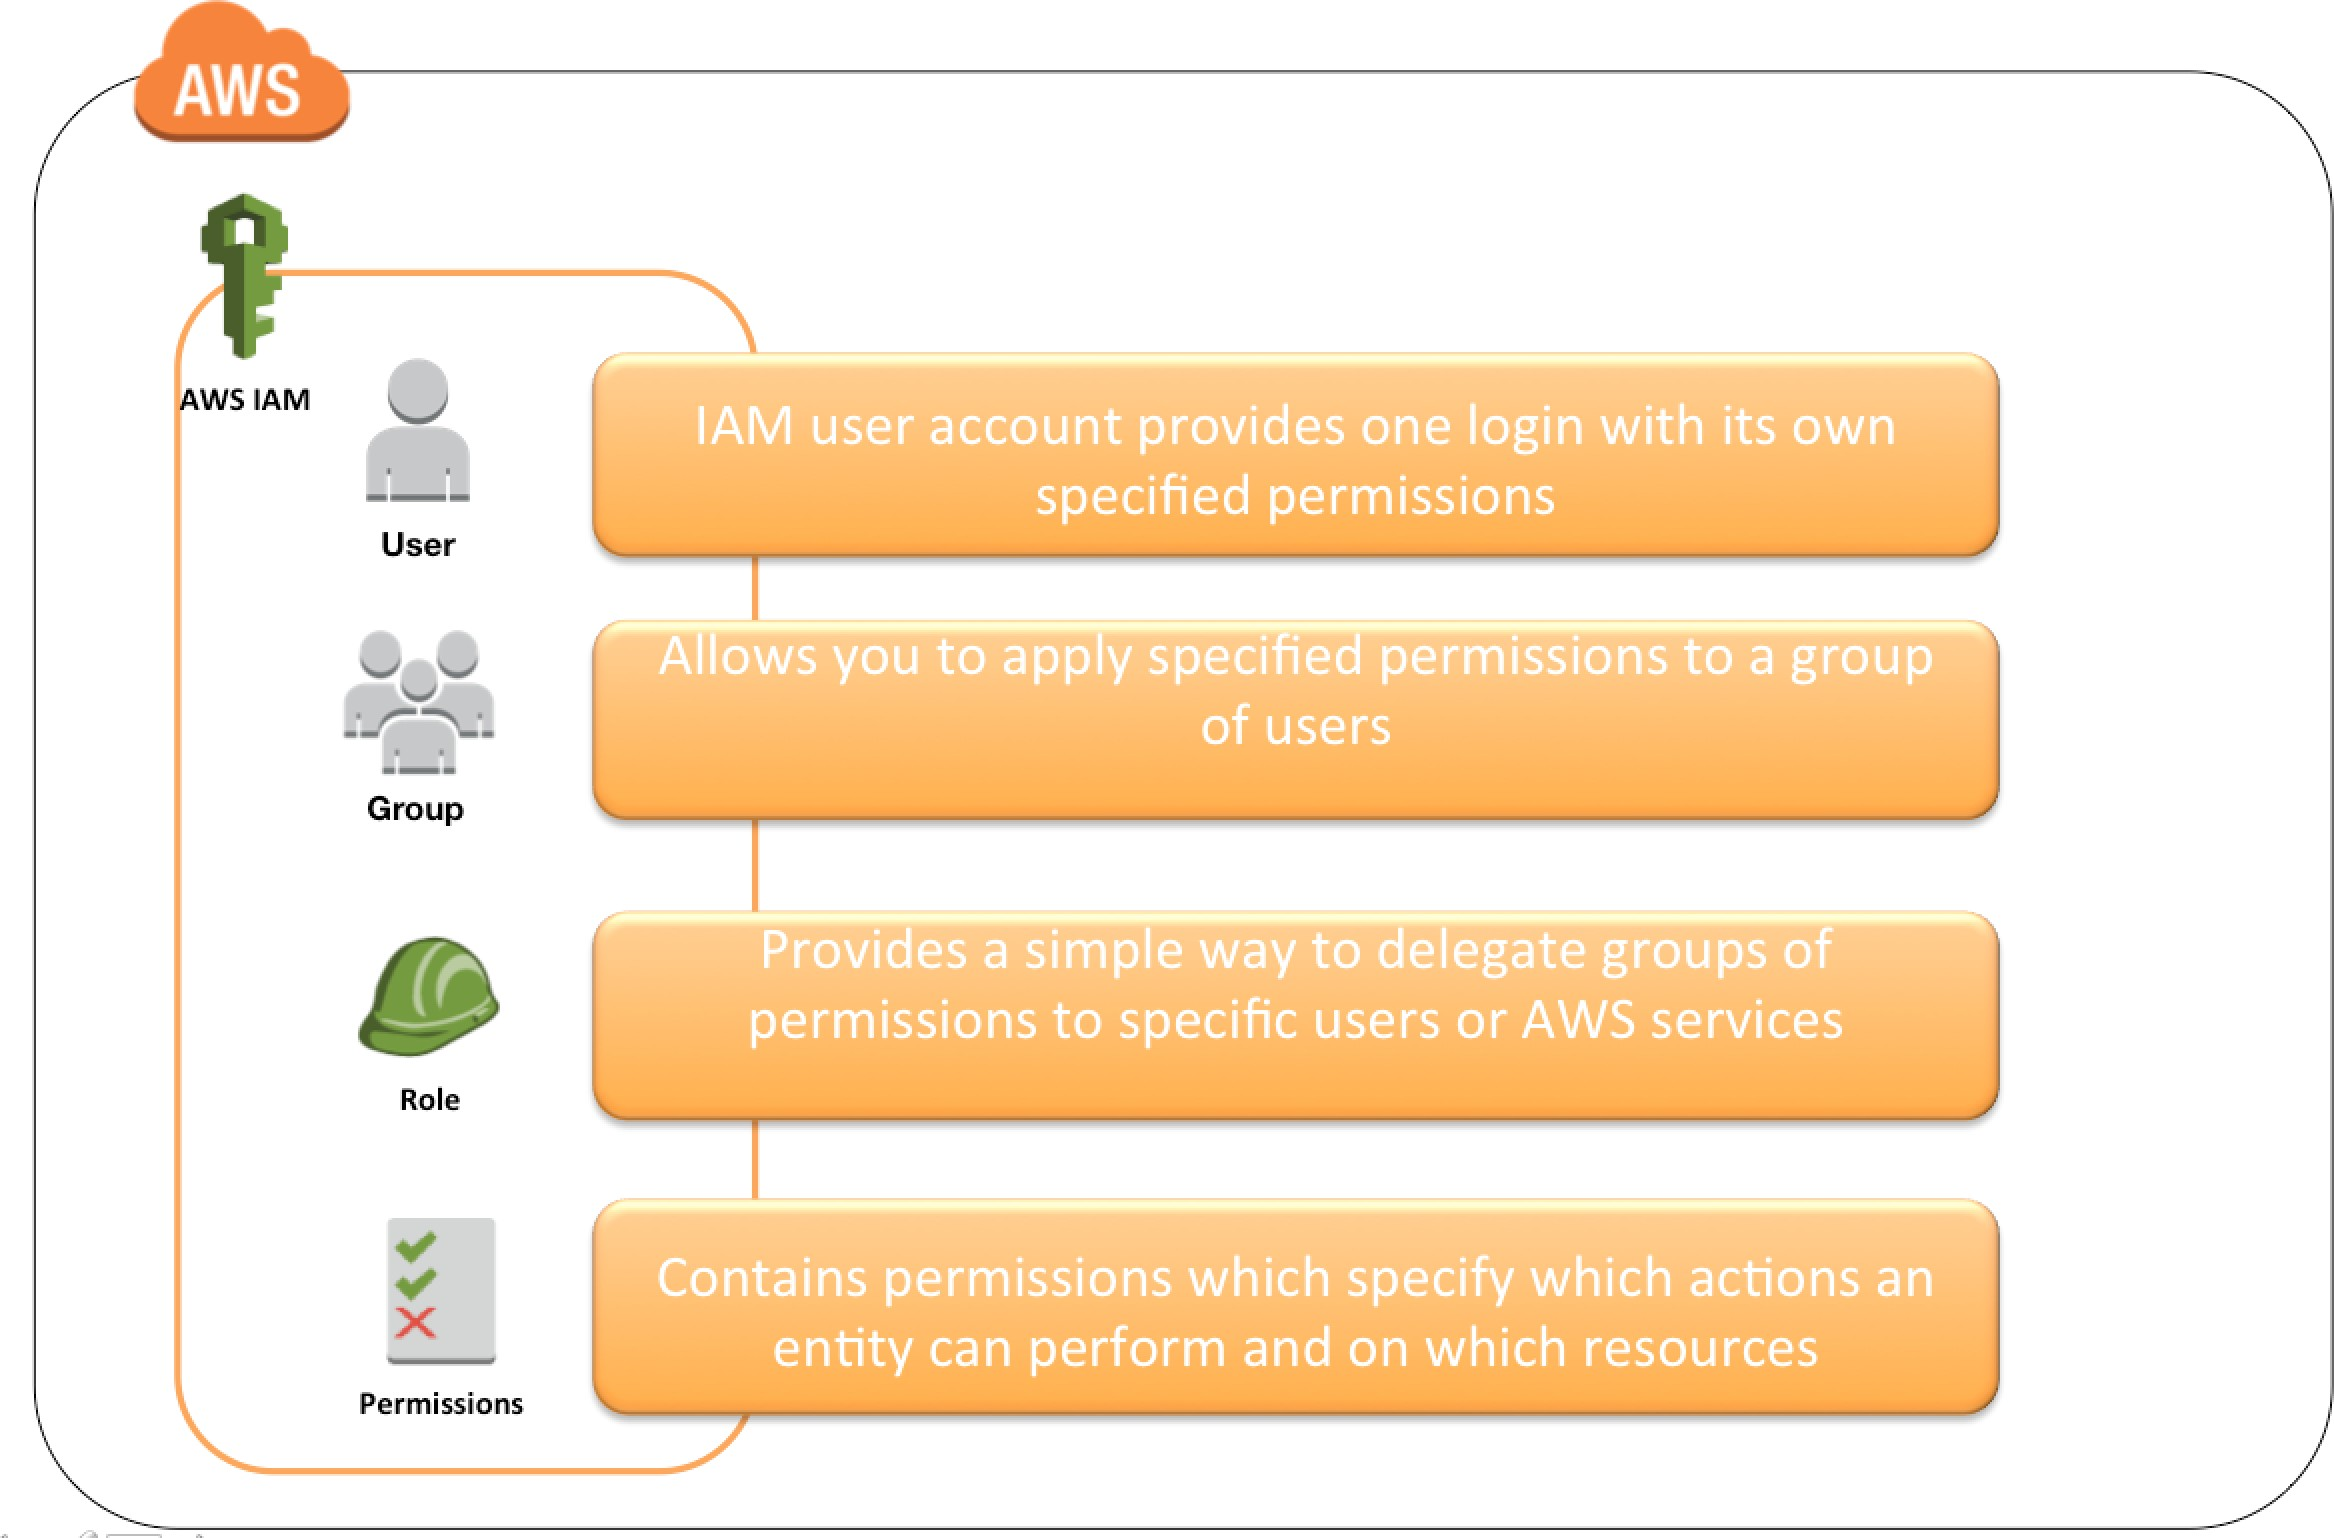 AWS
AWS IAM
User
IAM user account provides one login with its own
specified permissions
Group
Allows you to apply specified permissions to a group
of users
Role
Provides a simple way to delegate groups of
permissions to specific users or AWS services
Permissions
Contains permissions which specify which actions an
entity can perform and on which resources